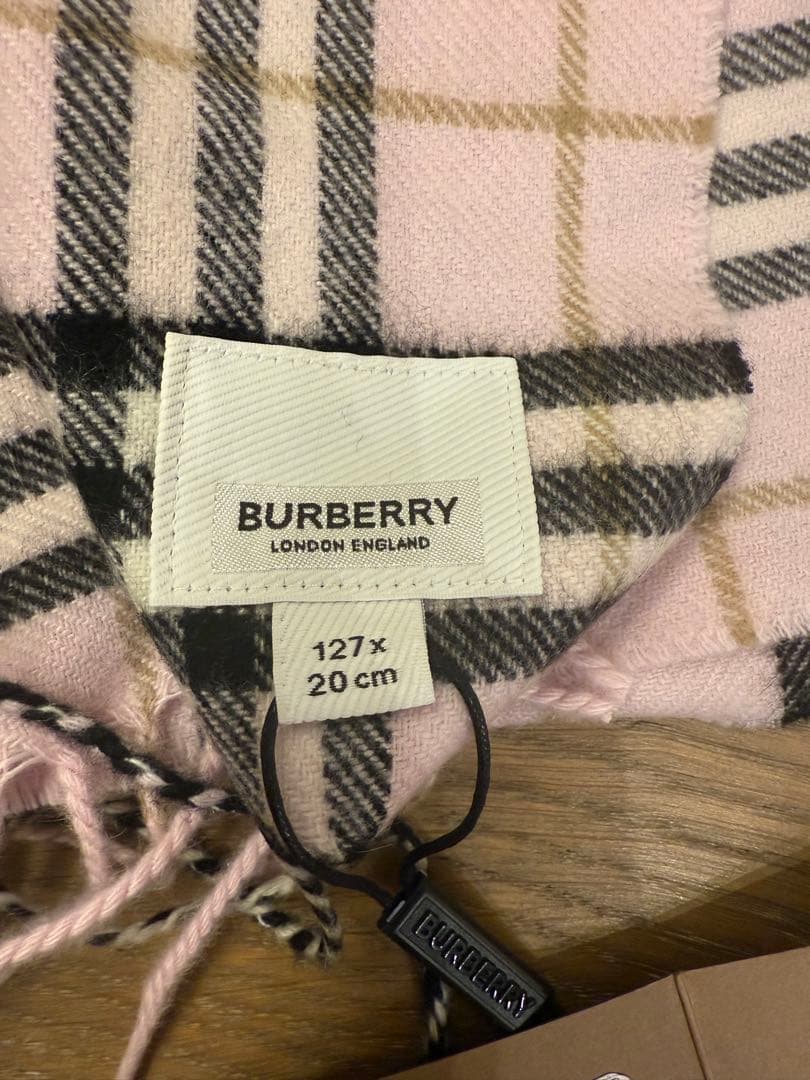 BURBERRY
LONDON ENGLAND
127 x
20 cm
BURBERRY